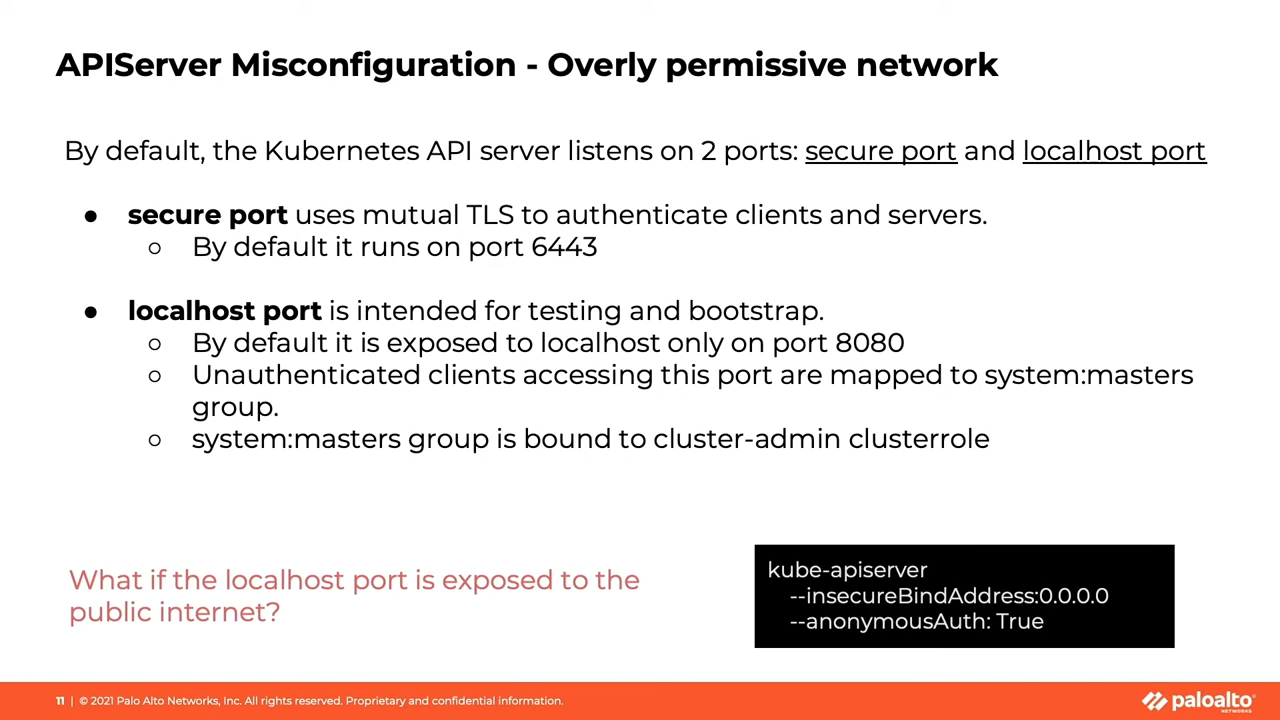 APIServer Misconfiguration - Overly permissive network
By default, the Kubernetes API server listens on 2 ports: secure port and localhost port
● secure port uses mutual TLS to authenticate clients and servers.
○ By default it runs on port 6443
● localhost port is intended for testing and bootstrap.
○ By default it is exposed to localhost only on port 8080
○ Unauthenticated clients accessing this port are mapped to system:masters
group.
○ system:masters group is bound to cluster-admin clusterrole
What if the localhost port is exposed to the
public internet?
kube-apiserver
--insecureBindAddress:0.0.0.0
--anonymousAuth: True
11 | © 2021 Palo Alto Networks, Inc. All rights reserved. Proprietary and confidential information.
paloalto
NETWORKS